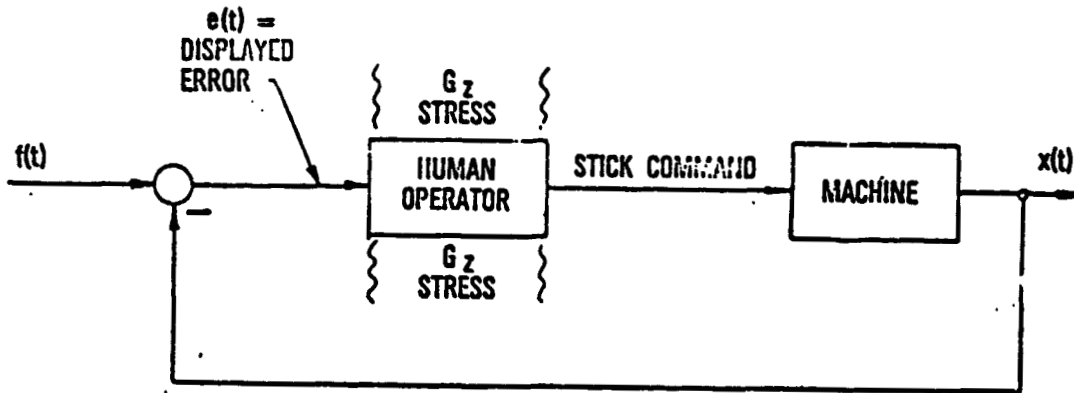 e(t) =
DISPLAYED
ERROR
G z
STRESS
f(t)
HUMAN
OPERATOR
STICK COMMAND
MACHINE
x(t)
−
G z
STRESS